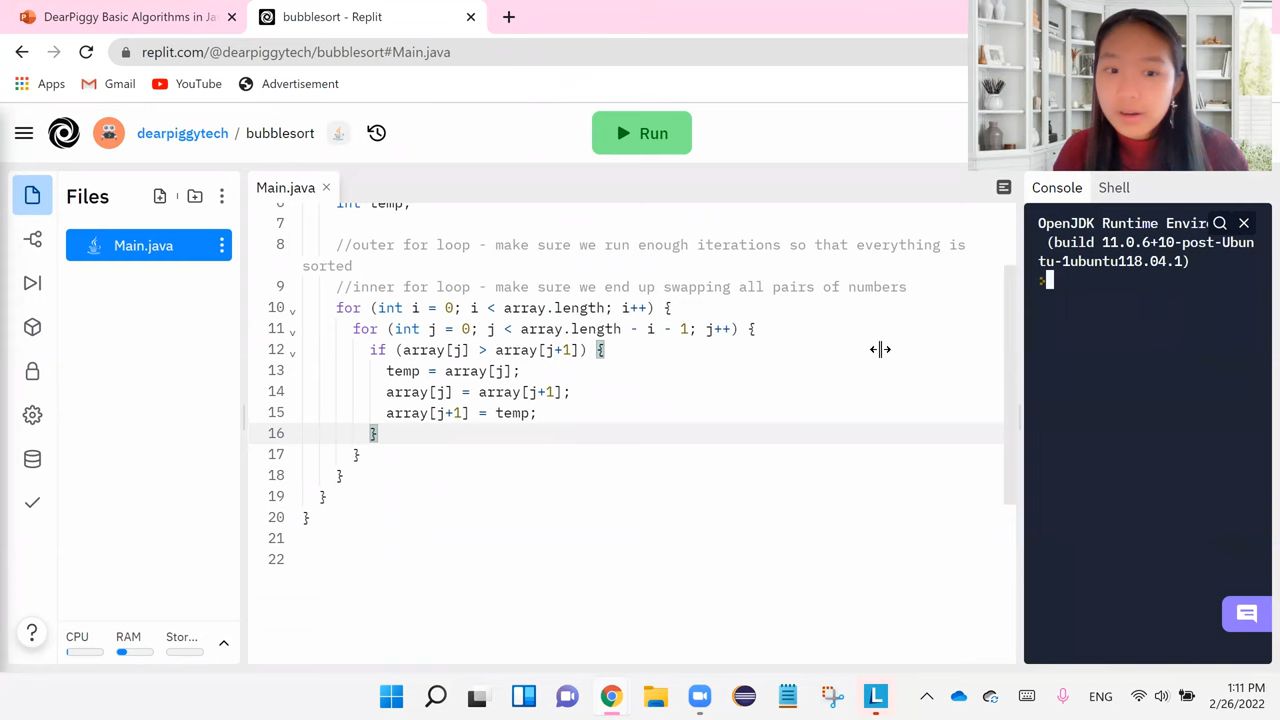 DearPiggy Basic Algorithms in Ja
bubblesort - Replit
replit.com/@dearpiggytech/bubblesort#Main.java
Apps
Gmail
YouTube
Advertisement
dearpiggytech / bubblesort
Run
Files
Main.java
Main.java
Console
Shell
6 int temp;
7
8 //outer for loop - make sure we run enough iterations so that everything is
sorted
9 //inner for loop - make sure we end up swapping all pairs of numbers
10 for (int i = 0; i < array.length; i++) {
11 for (int j = 0; j < array.length - i - 1; j++) {
12 if (array[j] > array[j+1]) {
13 temp = array[j];
14 array[j] = array[j+1];
15 array[j+1] = temp;
16 }
17 }
18 }
19 }
20 }
21
22
OpenJDK Runtime Envir
(build 11.0.6+10-post-Ubun
tu-1ubuntu118.04.1)
CPU
RAM
Stor...
ENG
1:11 PM
2/26/2022